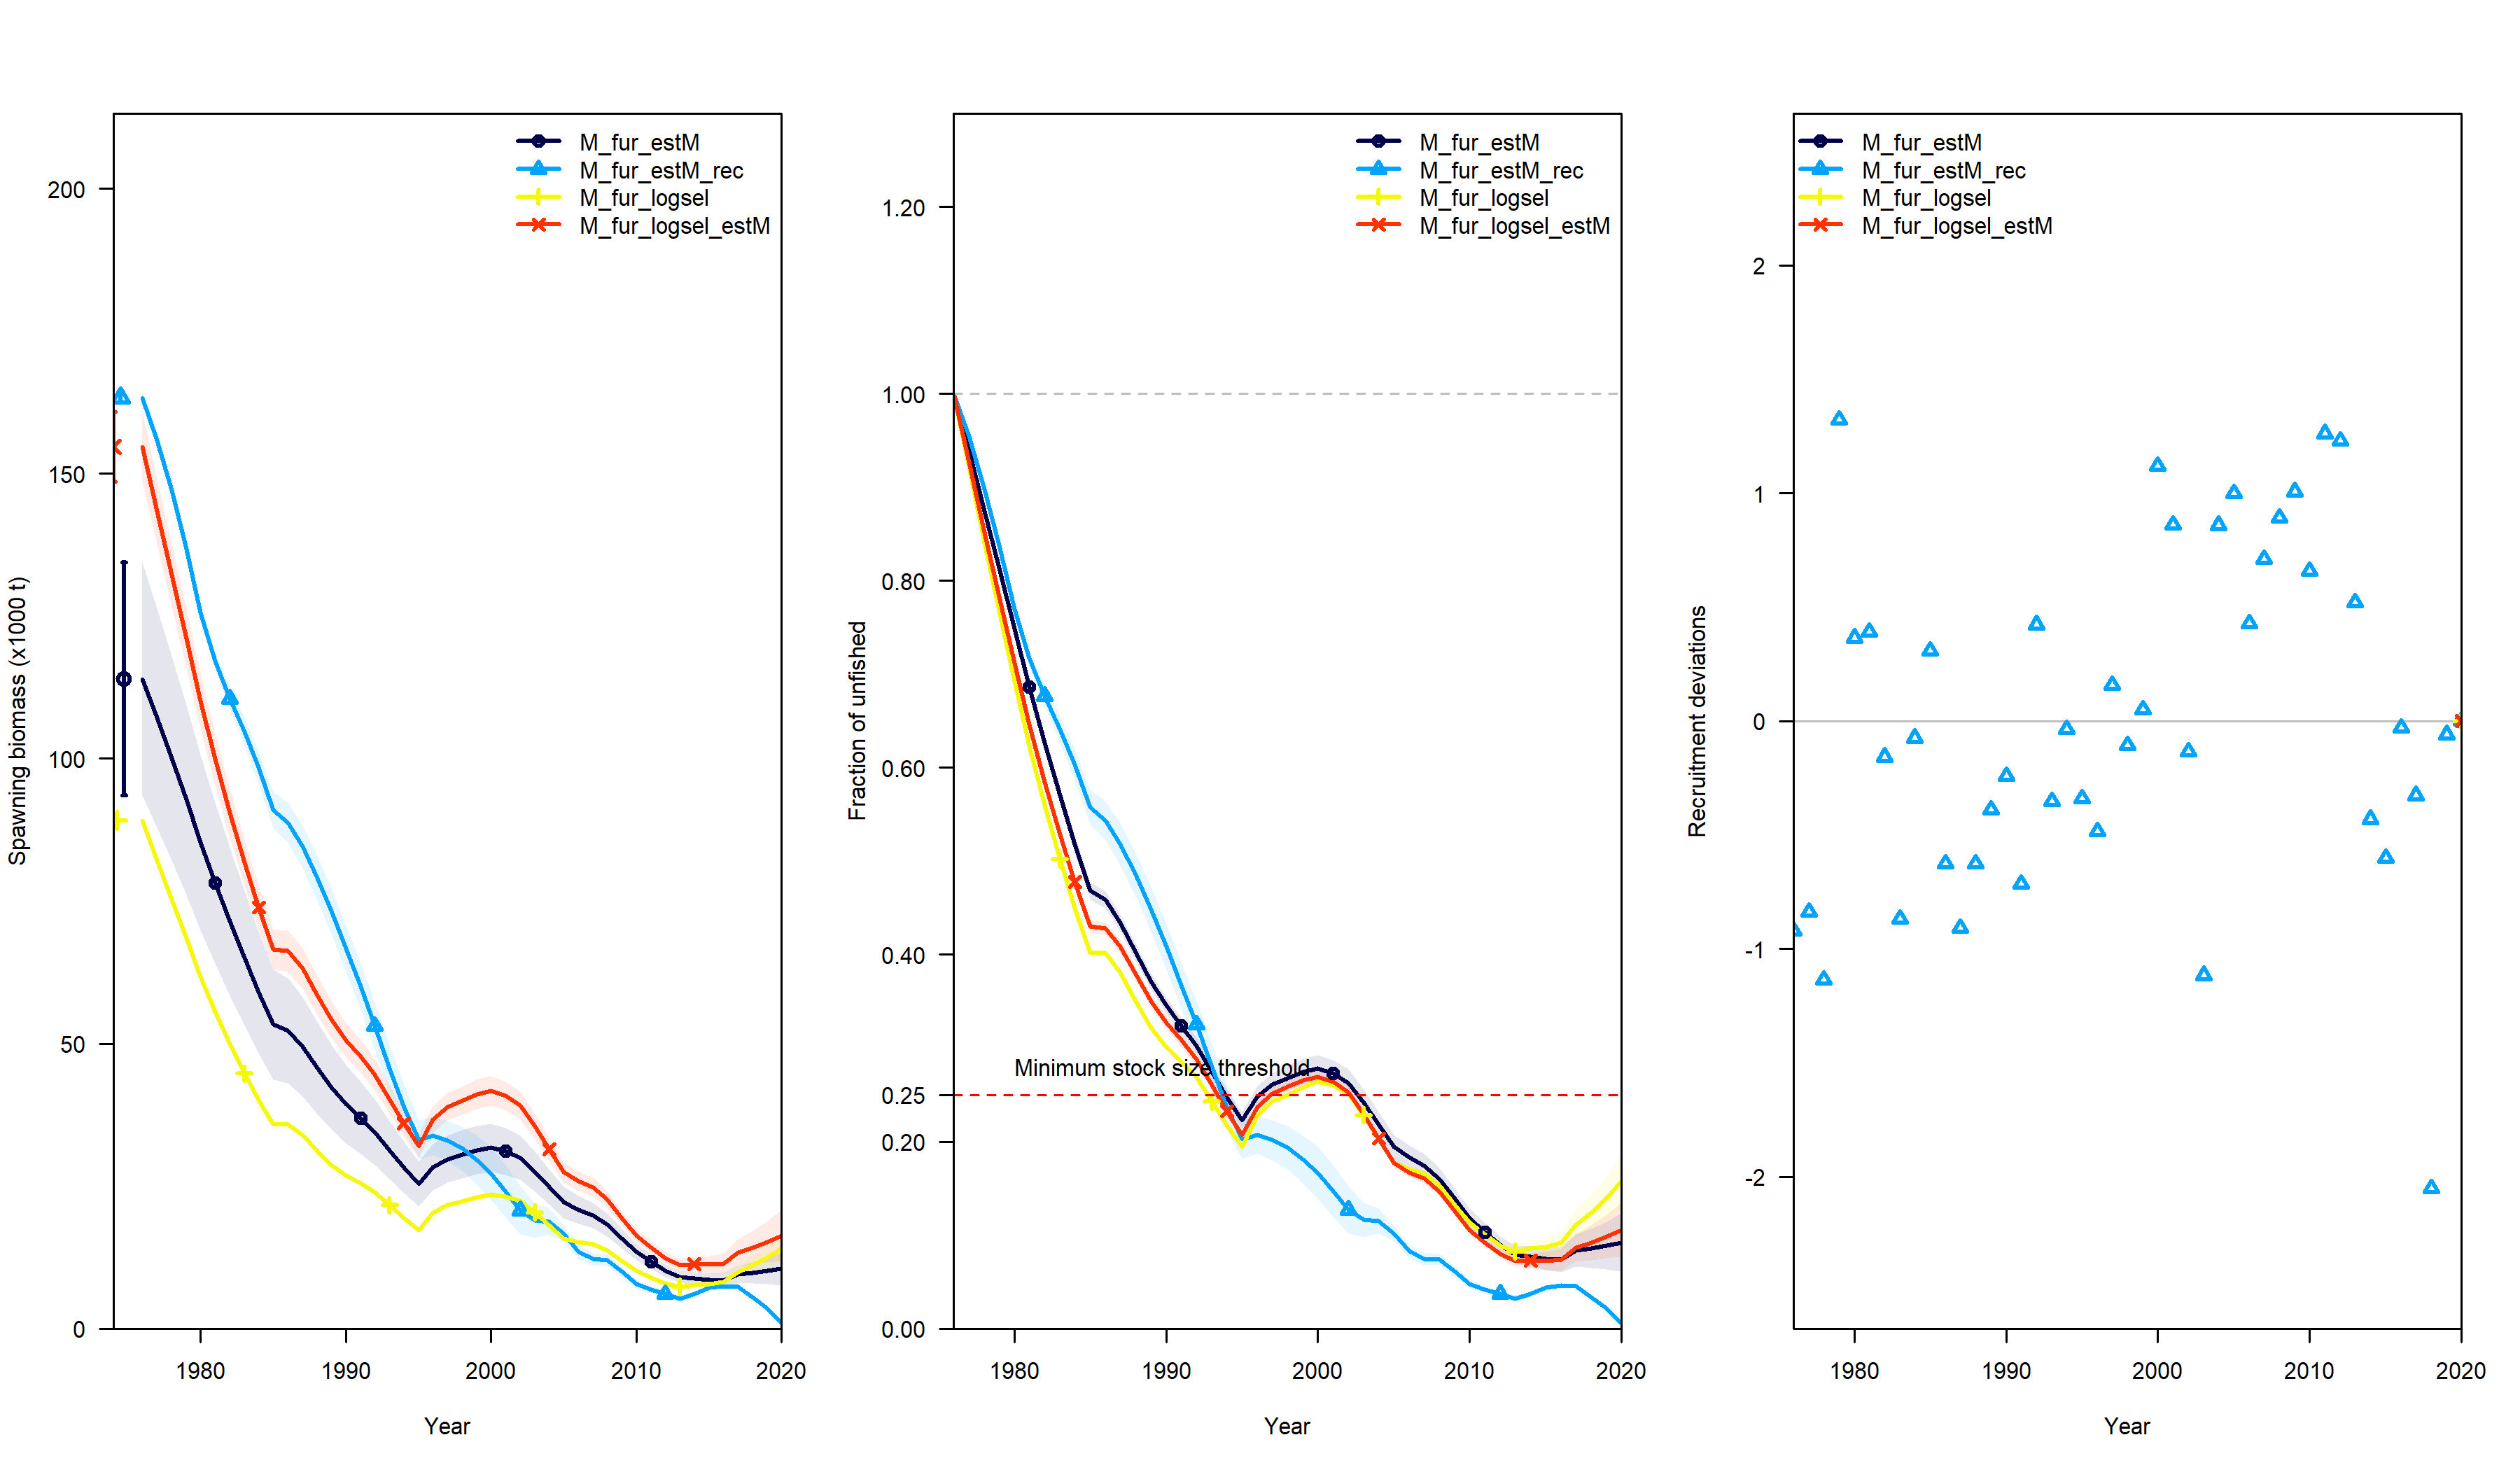 M_fur_estM
M_fur_estM_rec
M_fur_logsel
M_fur_logsel_estM
Spawning biomass (x1000 t)
200
150
100
50
0
1980 1990 2000 2010 2020
Year
M_fur_estM
M_fur_estM_rec
M_fur_logsel
M_fur_logsel_estM
Fraction of unfished
1.20
1.00
0.80
0.60
0.40
Minimum stock size threshold
0.25
0.20
0.00
1980 1990 2000 2010 2020
Year
M_fur_estM
M_fur_estM_rec
M_fur_logsel
M_fur_logsel_estM
Recruitment deviations
2
1
0
-1
-2
1980 1990 2000 2010 2020
Year